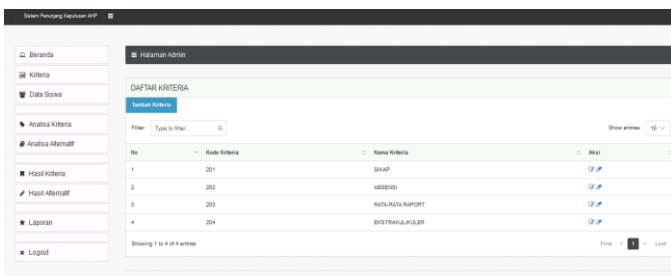 Sistem Penunjang Keputusan AHP
Beranda
Kriteria
Data Siswa
Analisa Kriteria
Analisa Alternatif
Hasil Kriteria
Hasil Alternatif
Laporan
Logout
Halaman Admin
DAFTAR KRITERIA
Tambah Kriteria
Filter: Type to filter... Show entries: 10
No Kode Kriteria Nama Kriteria Aksi
1 201 SIKAP
2 202 ABSENSI
3 203 RATA-RATA RAPORT
4 204 EKSTRAKULIKULER
Showing 1 to 4 of 4 entries First < 1 > Last